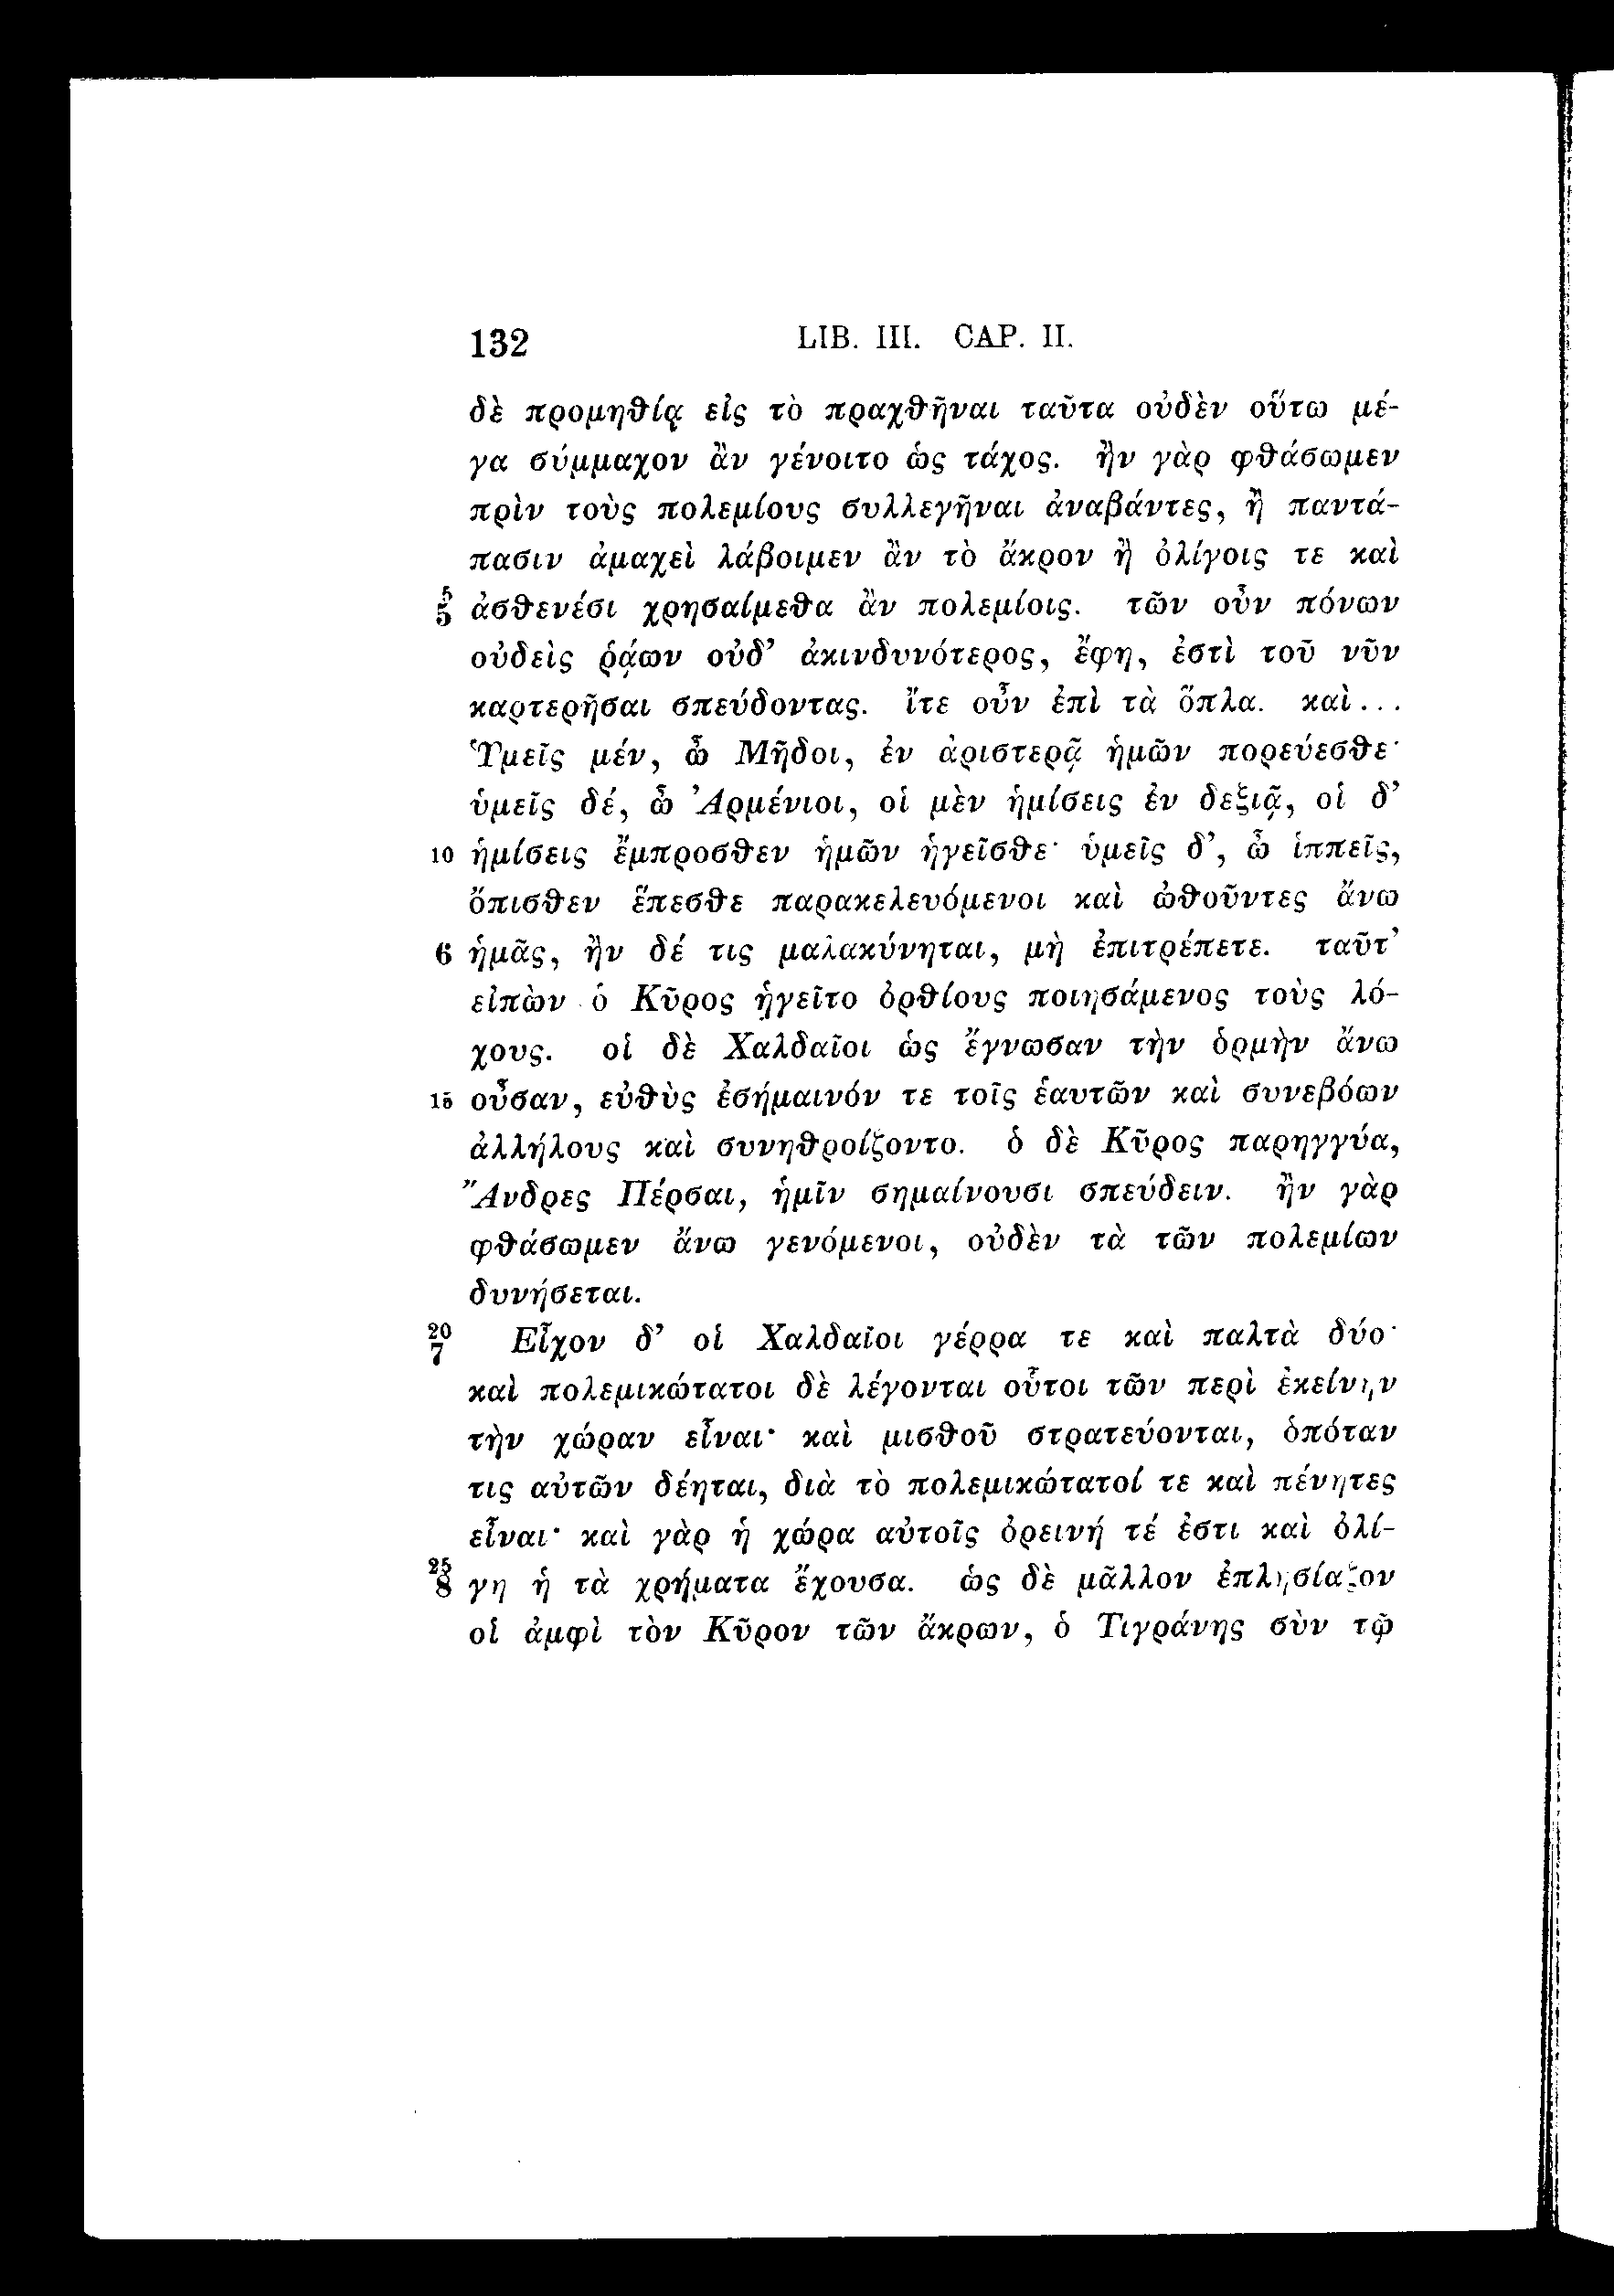 132 LIB. III. CAP. II.
δὲ προμηθίᾳ εἰς τὸ πραχθῆναι ταῦτα οὐδὲν οὕτω μέ-
γα σύμμαχον ἂν γένοιτο ὡς τάχος. ἢν γὰρ φθάσωμεν
πρὶν τοὺς πολεμίους συλλεγῆναι ἀναβάντες, ἢ παντά-
πασιν ἀμαχεὶ λάβοιμεν ἂν τὸ ἄκρον ἢ ὀλίγοις τε καὶ
5 5 ἀσθενέσι χρησαίμεθα ἂν πολεμίοις. τῶν οὖν πόνων
οὐδεὶς ῥᾴων οὐδ’ ἀκινδυνότερος, ἔφη, ἐστὶ τοῦ νῦν
καρτερῆσαι σπεύδοντας. ἴτε οὖν ἐπὶ τὰ ὅπλα. καὶ...
Ὑμεῖς μέν, ὦ Μῆδοι, ἐν ἀριστερᾷ ἡμῶν πορεύεσθε·
ὑμεῖς δέ, ὦ Ἀρμένιοι, οἱ μὲν ἡμίσεις ἐν δεξιᾷ, οἱ δ’
10 ἡμίσεις ἔμπροσθεν ἡμῶν ἡγεῖσθε· ὑμεῖς δ’, ὦ ἱππεῖς,
ὄπισθεν ἕπεσθε παρακελευόμενοι καὶ ὠθοῦντες ἄνω
6 ἡμᾶς, ἢν δέ τις μαλακύνηται, μὴ ἐπιτρέπετε. ταῦτ’
εἰπὼν ὁ Κῦρος ἡγεῖτο ὀρθίους ποιησάμενος τοὺς λό-
χους. οἱ δὲ Χαλδαῖοι ὡς ἔγνωσαν τὴν ὁρμὴν ἄνω
15 οὖσαν, εὐθὺς ἐσήμαινόν τε τοῖς ἑαυτῶν καὶ συνεβόων
ἀλλήλους καὶ συνηθροίζοντο. ὁ δὲ Κῦρος παρηγγύα,
Ἄνδρες Πέρσαι, ἡμῖν σημαίνουσι σπεύδειν. ἢν γὰρ
φθάσωμεν ἄνω γενόμενοι, οὐδὲν τὰ τῶν πολεμίων
δυνήσεται.
20 7 Εἶχον δ’ οἱ Χαλδαῖοι γέρρα τε καὶ παλτὰ δύο·
καὶ πολεμικώτατοι δὲ λέγονται οὗτοι τῶν περὶ ἐκείνην
τὴν χώραν εἶναι· καὶ μισθοῦ στρατεύονται, ὁπόταν
τις αὐτῶν δέηται, διὰ τὸ πολεμικώτατοί τε καὶ πένητες
εἶναι· καὶ γὰρ ἡ χώρα αὐτοῖς ὀρεινή τέ ἐστι καὶ ὀλί-
25 8 γη ἡ τὰ χρήματα ἔχουσα. ὡς δὲ μᾶλλον ἐπλησίαζον
οἱ ἀμφὶ τὸν Κῦρον τῶν ἄκρων, ὁ Τιγράνης σὺν τῷ